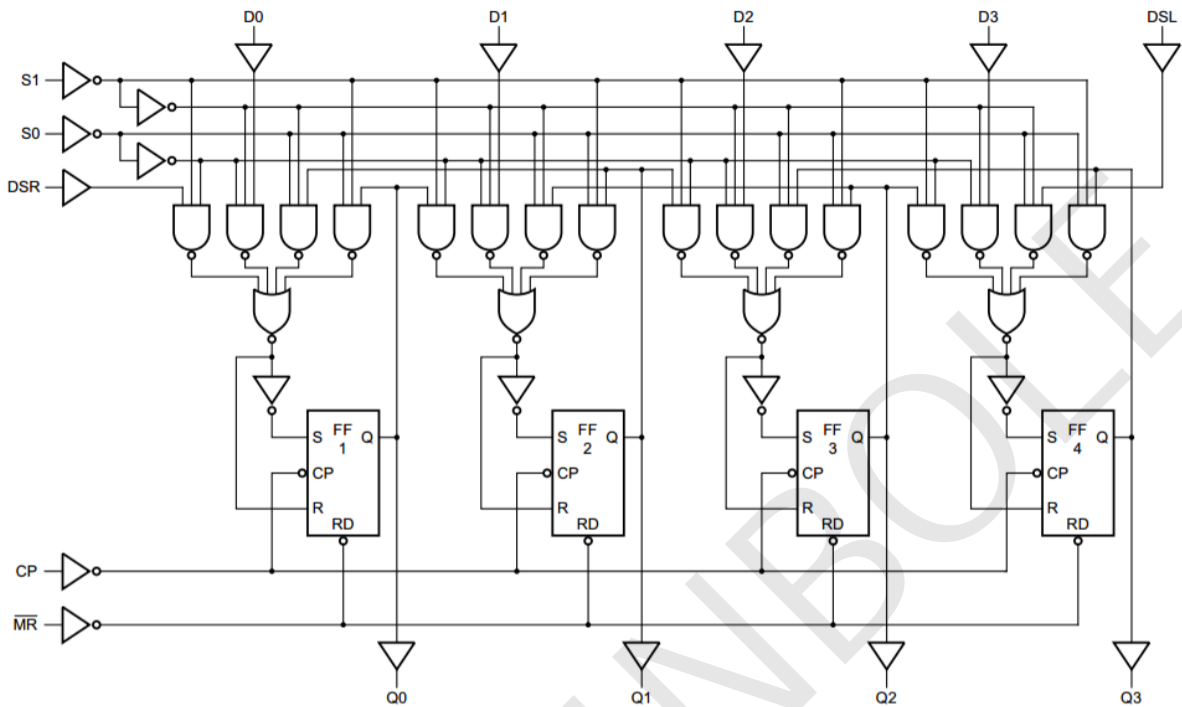 D0 D1 D2 D3 DSL
S1
S0
DSR
S FF Q S FF Q S FF Q S FF Q
1 2 3 4
CP CP CP CP
R R R R
RD RD RD RD
CP
MR
Q0 Q1 Q2 Q3
NBOLE